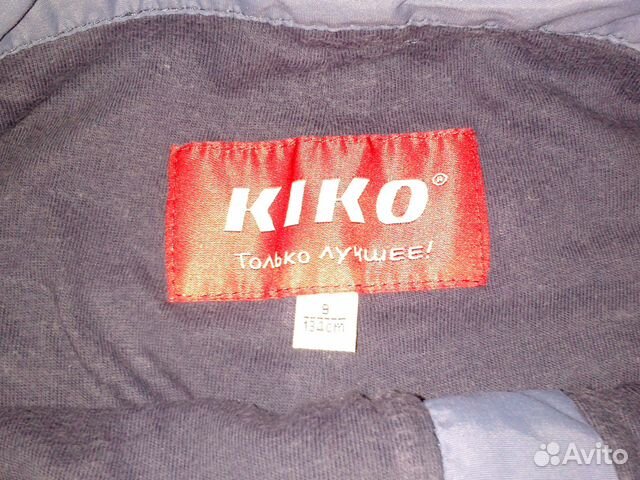 KIKO®
Только лучшее!
9
134cm
Avito